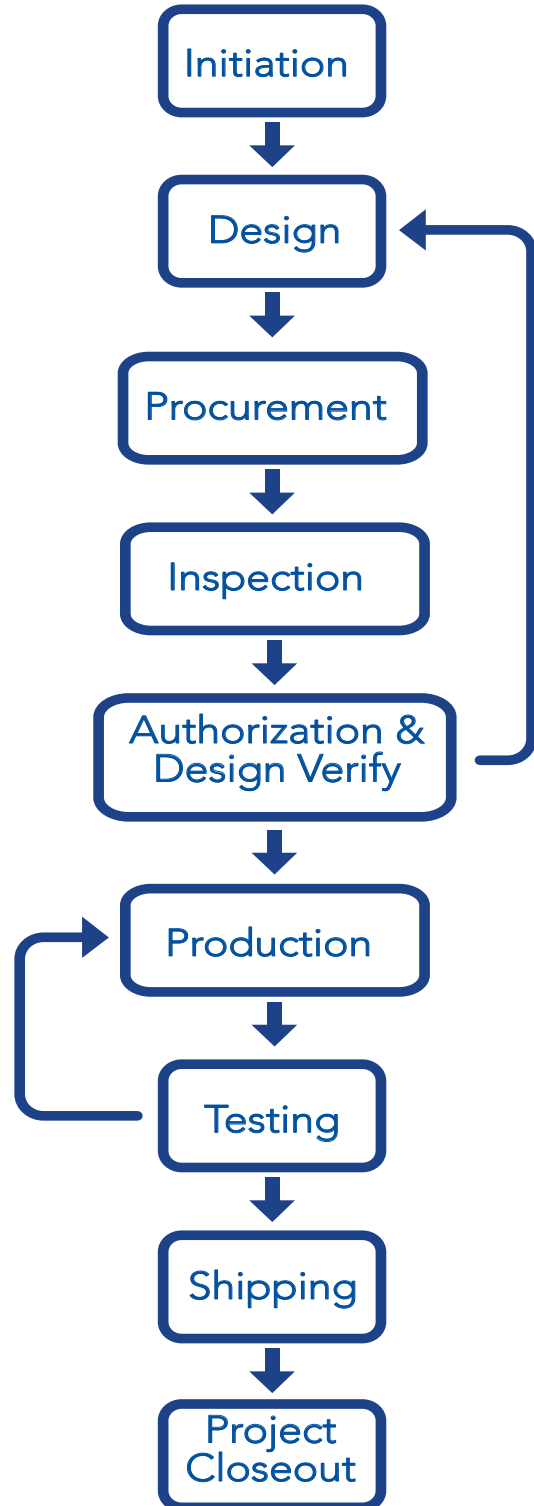 Initiation
Design
Procurement
Inspection
Authorization &
Design Verify
Production
Testing
Shipping
Project
Closeout